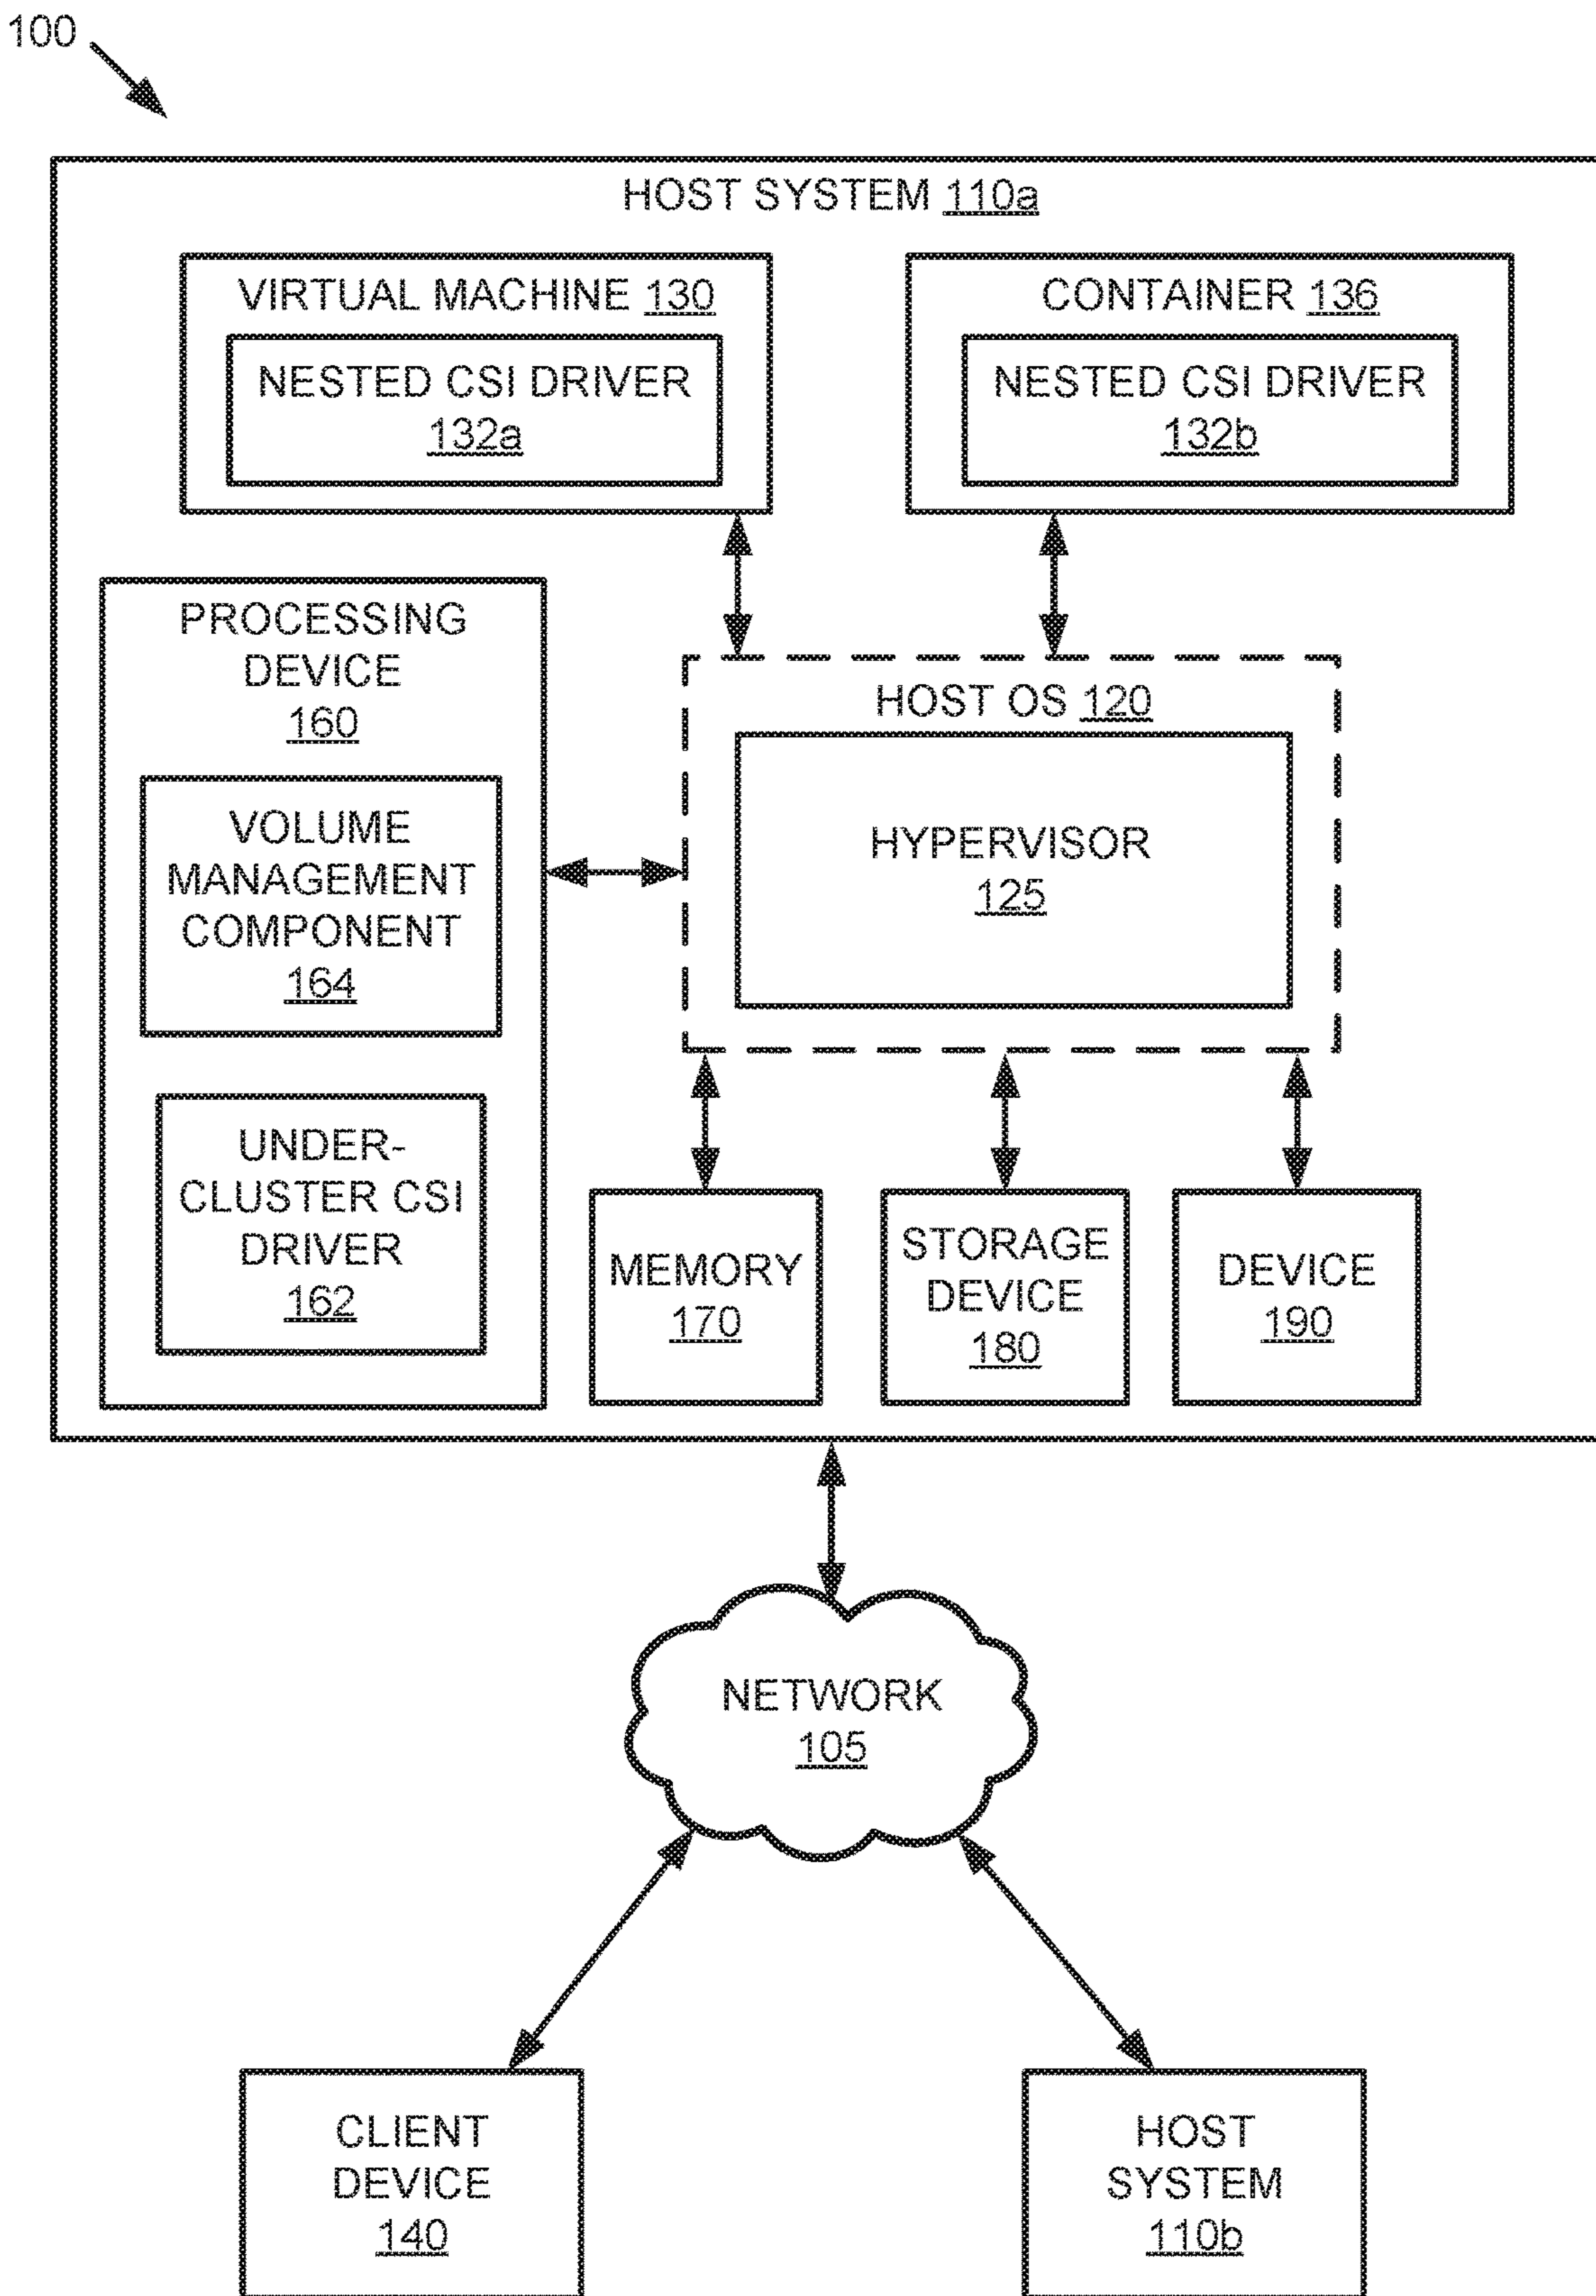 100
HOST SYSTEM 110a
VIRTUAL MACHINE 130
NESTED CSI DRIVER
132a
CONTAINER 136
NESTED CSI DRIVER
132b
PROCESSING
DEVICE
160
VOLUME
MANAGEMENT
COMPONENT
164
UNDER-
CLUSTER CSI
DRIVER
162
HOST OS 120
HYPERVISOR
125
MEMORY
170
STORAGE
DEVICE
180
DEVICE
190
NETWORK
105
CLIENT
DEVICE
140
HOST
SYSTEM
110b